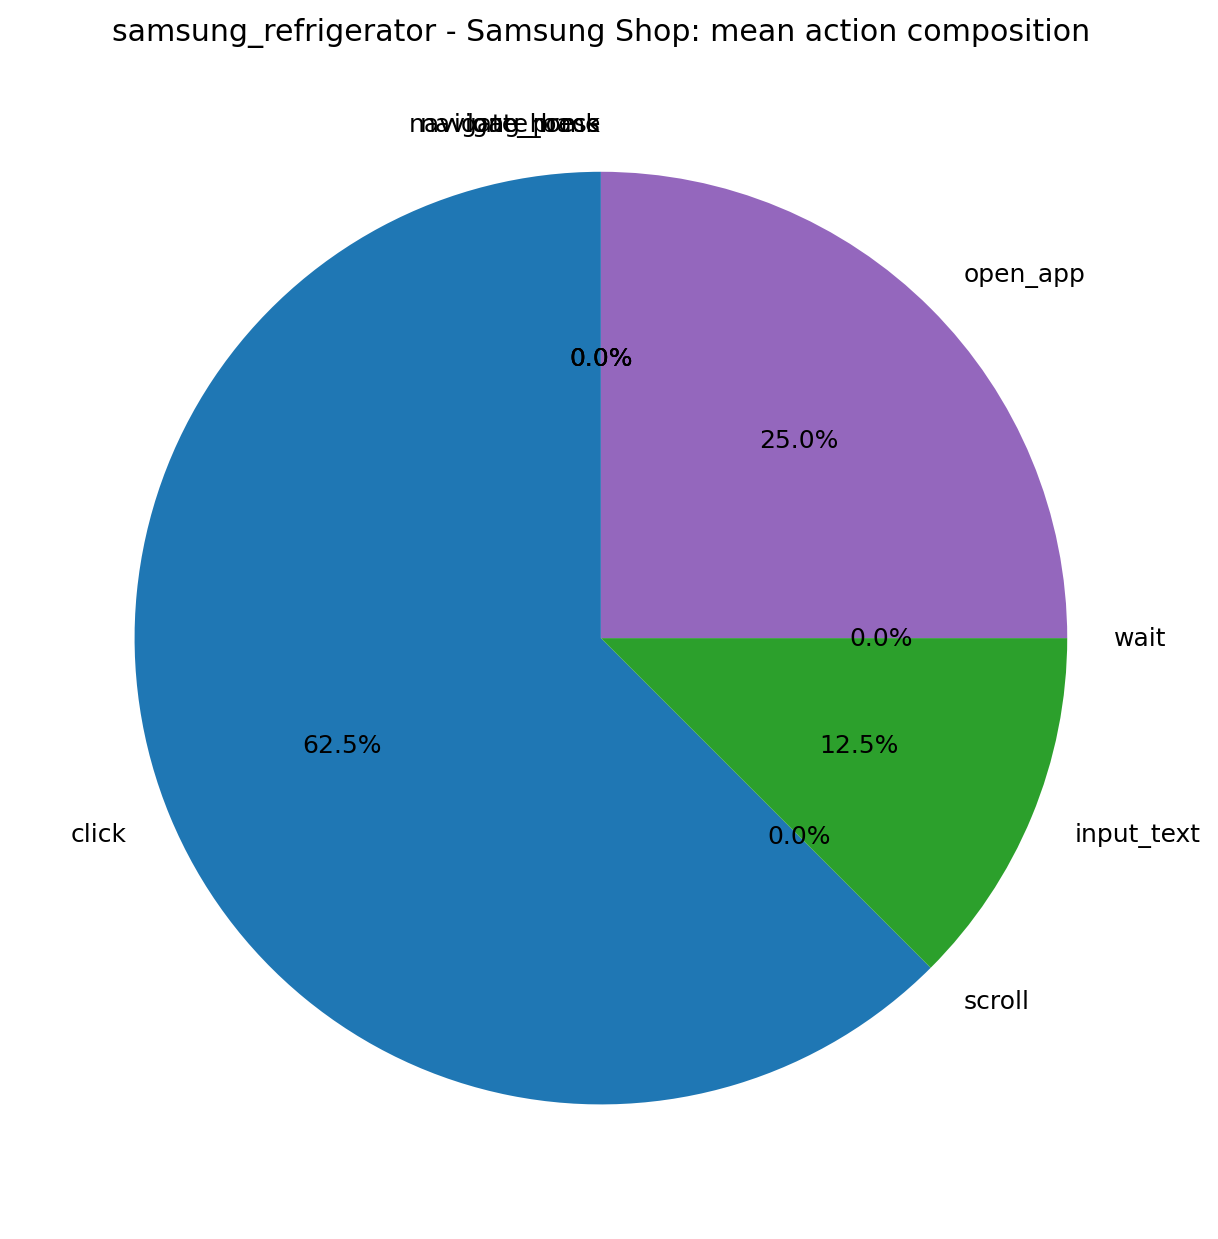 samsung_refrigerator - Samsung Shop: mean action composition
open_app
0.0%
25.0%
wait
0.0%
62.5%
12.5%
click
0.0%
input_text
scroll